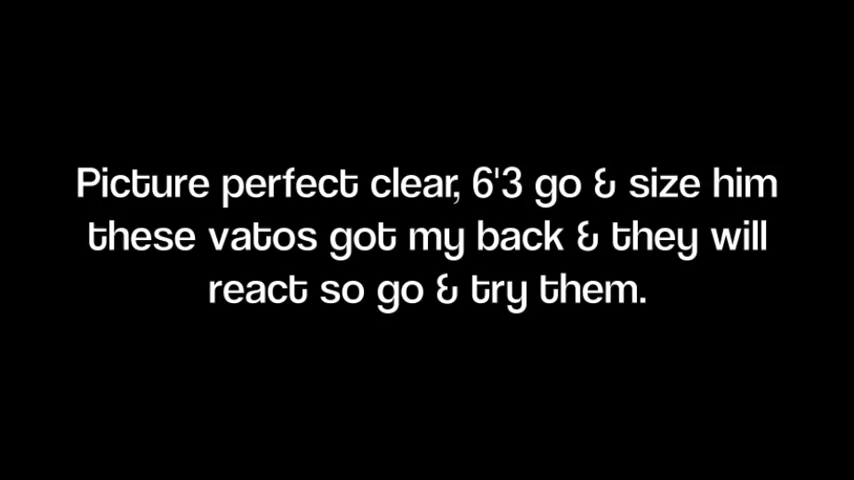 Picture perfect clear, 6'3 go & size him
these vatos got my back & they will
react so go & try them.